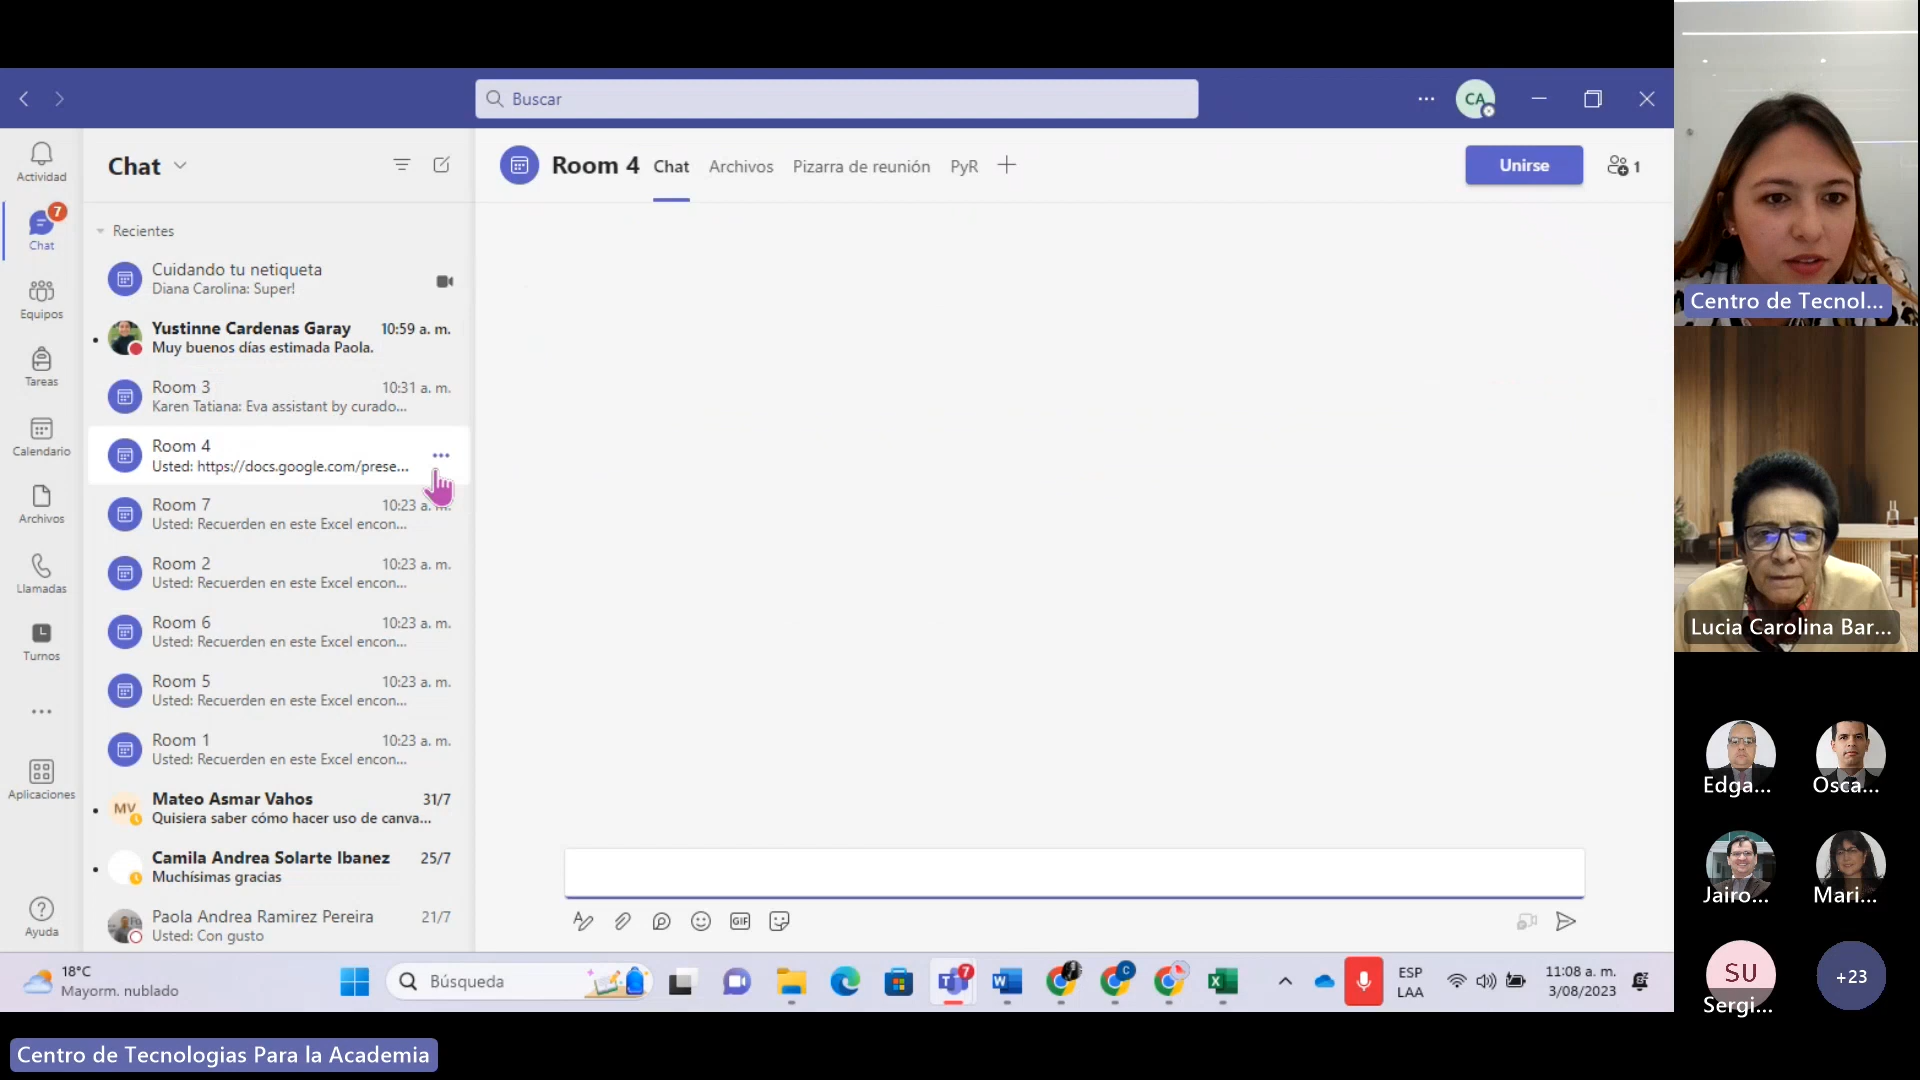 Buscar
CA
Actividad
7
Chat
Equipos
Tareas
Calendario
Archivos
Llamadas
Turnos
Aplicaciones
Ayuda
Chat
Recientes
Cuidando tu netiqueta
Diana Carolina: Super!
Yustinne Cardenas Garay 10:59 a. m.
Muy buenos días estimada Paola.
Room 3 10:31 a. m.
Karen Tatiana: Eva assistant by curado...
Room 4
Usted: https://docs.google.com/prese...
Room 7 10:23 a. m.
Usted: Recuerden en este Excel encon...
Room 2 10:23 a. m.
Usted: Recuerden en este Excel encon...
Room 6 10:23 a. m.
Usted: Recuerden en este Excel encon...
Room 5 10:23 a. m.
Usted: Recuerden en este Excel encon...
Room 1 10:23 a. m.
Usted: Recuerden en este Excel encon...
MV
Mateo Asmar Vahos 31/7
Quisiera saber cómo hacer uso de canva...
Camila Andrea Solarte Ibanez 25/7
Muchísimas gracias
Paola Andrea Ramirez Pereira 21/7
Usted: Con gusto
Room 4 Chat Archivos Pizarra de reunión PyR
Unirse
1
GIF
18°C
Mayorm. nublado
Búsqueda
7
C
ESP
LAA
11:08 a. m.
3/08/2023
Centro de Tecnologias Para la Academia
Centro de Tecnol...
Lucia Carolina Bar...
Edga...
Osca...
Jairo...
Mari...
SU
Sergi...
+23